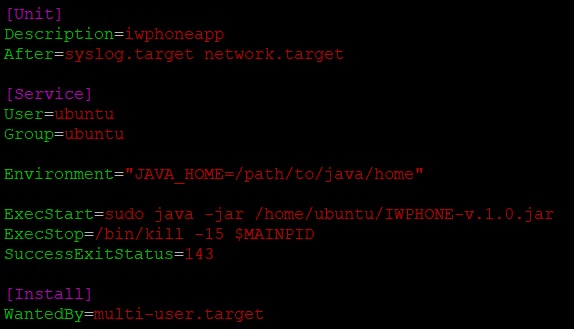 [Unit]
Description=iwphoneapp
After=syslog.target network.target
[Service]
User=ubuntu
Group=ubuntu
Environment="JAVA_HOME=/path/to/java/home"
ExecStart=sudo java -jar /home/ubuntu/IWPHONE-v.1.0.jar
ExecStop=/bin/kill -15 $MAINPID
SuccessExitStatus=143
[Install]
WantedBy=multi-user.target